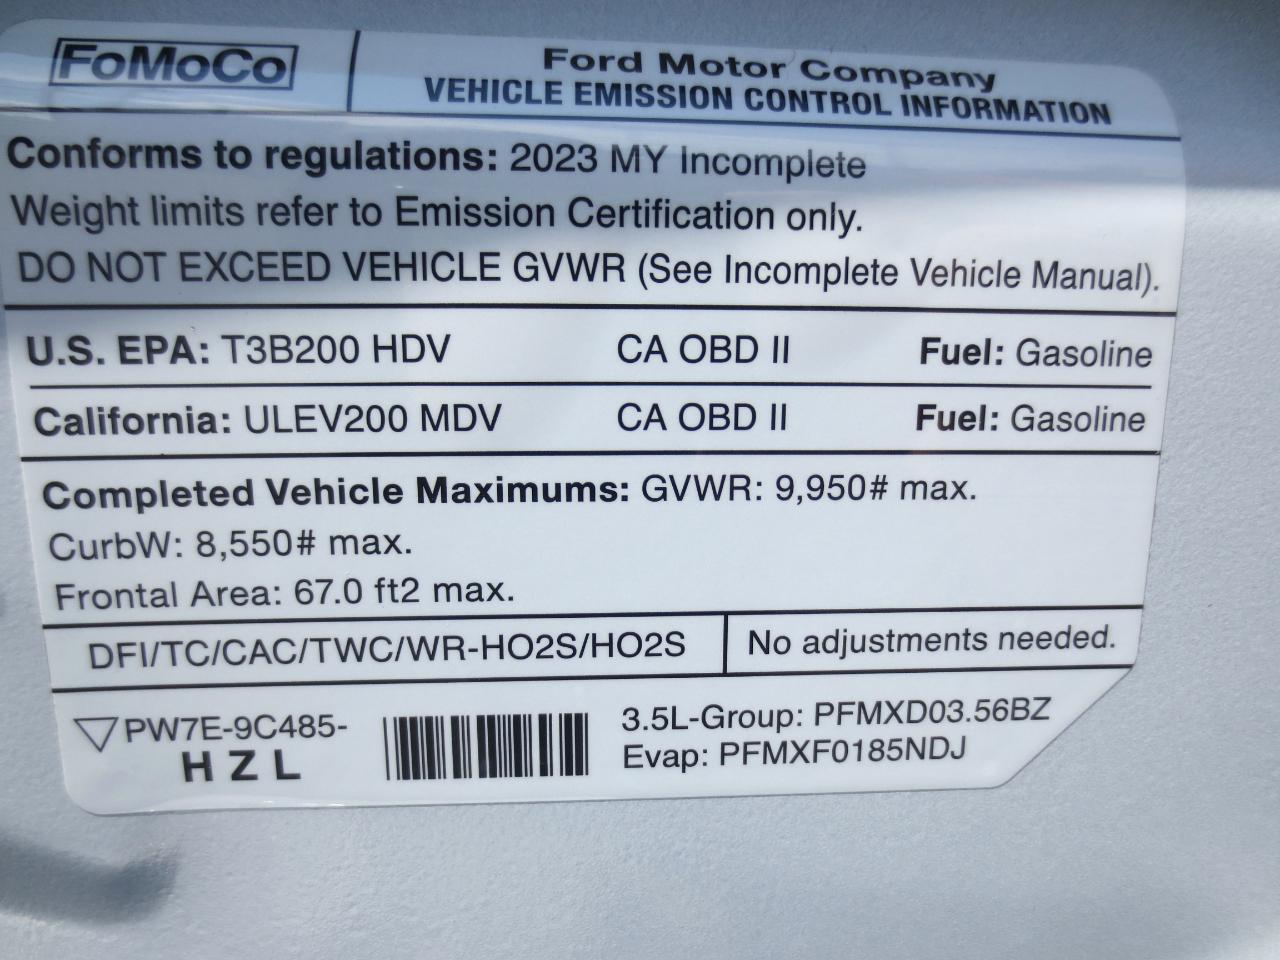 FoMoCo
Ford Motor Company
VEHICLE EMISSION CONTROL INFORMATION
Conforms to regulations: 2023 MY Incomplete
Weight limits refer to Emission Certification only.
DO NOT EXCEED VEHICLE GVWR (See Incomplete Vehicle Manual).
U.S. EPA: T3B200 HDV CA OBD II Fuel: Gasoline
California: ULEV200 MDV CA OBD II Fuel: Gasoline
Completed Vehicle Maximums: GVWR: 9,950# max.
CurbW: 8,550# max.
Frontal Area: 67.0 ft2 max.
DFI/TC/CAC/TWC/WR-HO2S/HO2S No adjustments needed.
PW7E-9C485-
HZL
3.5L-Group: PFMXD03.56BZ
Evap: PFMXF0185NDJ